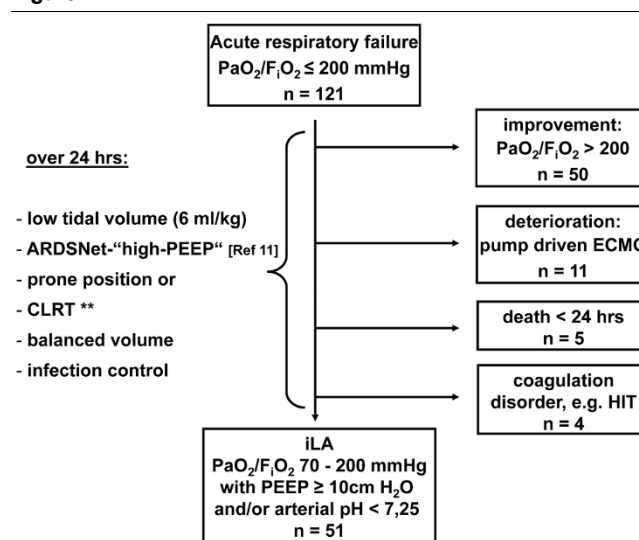 Acute respiratory failure
PaO2/FiO2 ≤ 200 mmHg
n = 121
over 24 hrs:
- low tidal volume (6 ml/kg)
- ARDSNet-“high-PEEP“ [Ref 11]
- prone position or
- CLRT **
- balanced volume
- infection control
improvement:
PaO2/FiO2 > 200
n = 50
deterioration:
pump driven ECMO
n = 11
death < 24 hrs
n = 5
coagulation
disorder, e.g. HIT
n = 4
iLA
PaO2/FiO2 70 - 200 mmHg
with PEEP ≥ 10cm H2O
and/or arterial pH < 7,25
n = 51